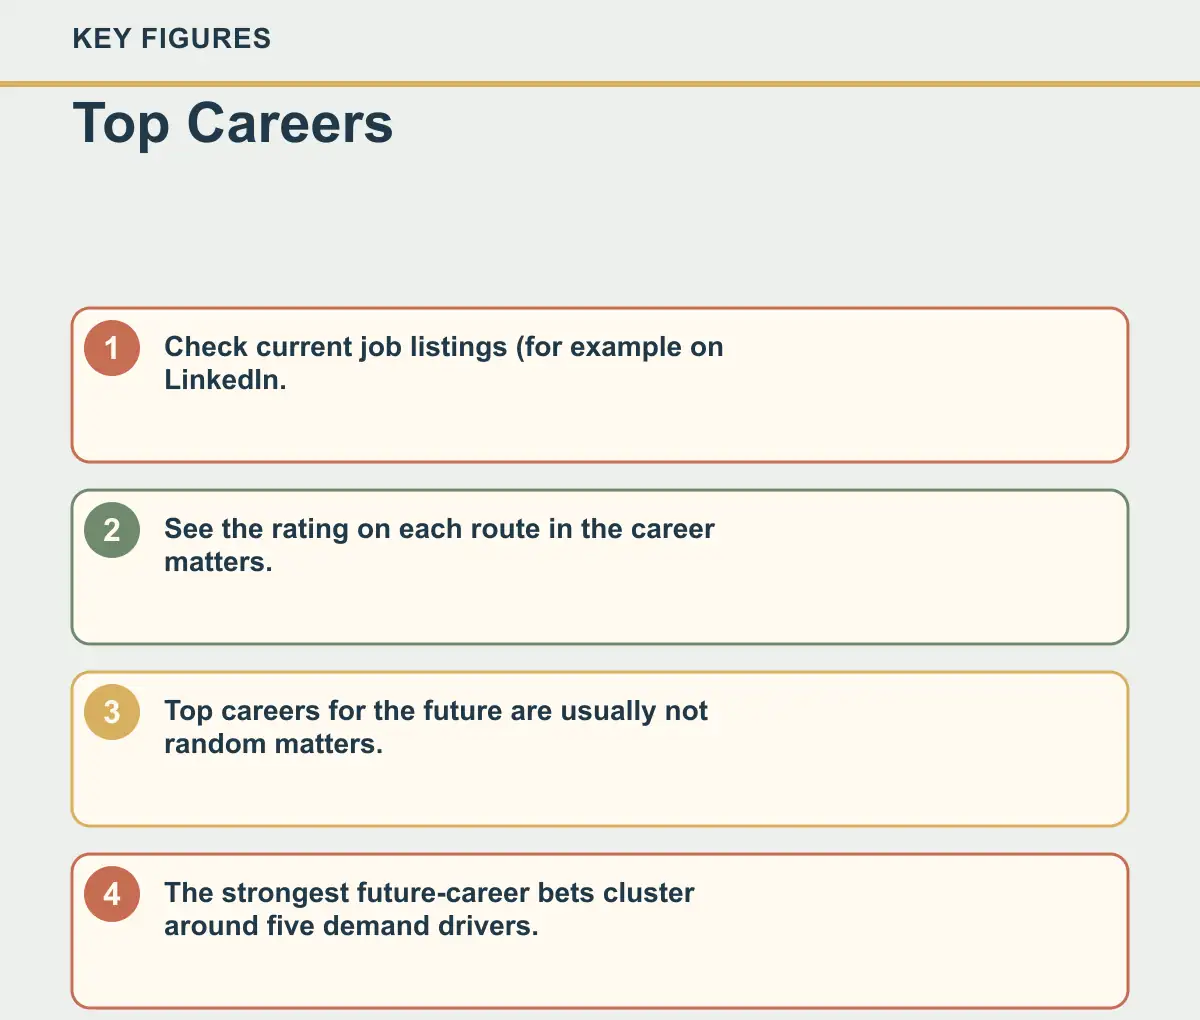 KEY FIGURES
Top Careers
1
Check current job listings (for example on
LinkedIn.
2
See the rating on each route in the career
matters.
3
Top careers for the future are usually not
random matters.
4
The strongest future-career bets cluster
around five demand drivers.